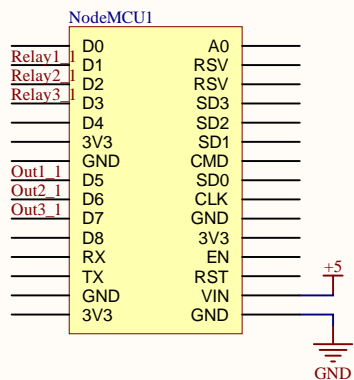 NodeMCU1
D0 A0
Relay1_1 D1 RSV
Relay2_1 D2 RSV
Relay3_1 D3 SD3
D4 SD2
3V3 SD1
GND CMD
Out1_1 D5 SD0
Out2_1 D6 CLK
Out3_1 D7 GND
D8 3V3
RX EN
TX RST
+5
GND VIN
3V3 GND
GND